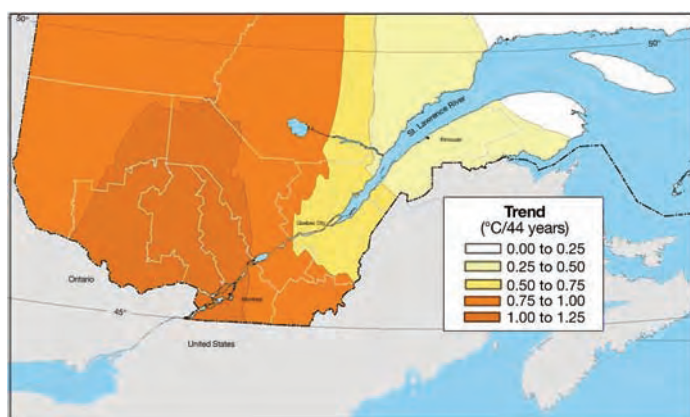 50°
50°
St. Lawrence River
Rimouski
Québec City
Trend
(°C/44 years)
0.00 to 0.25
0.25 to 0.50
0.50 to 0.75
0.75 to 1.00
1.00 to 1.25
Ontario
Montréal
45°
United States